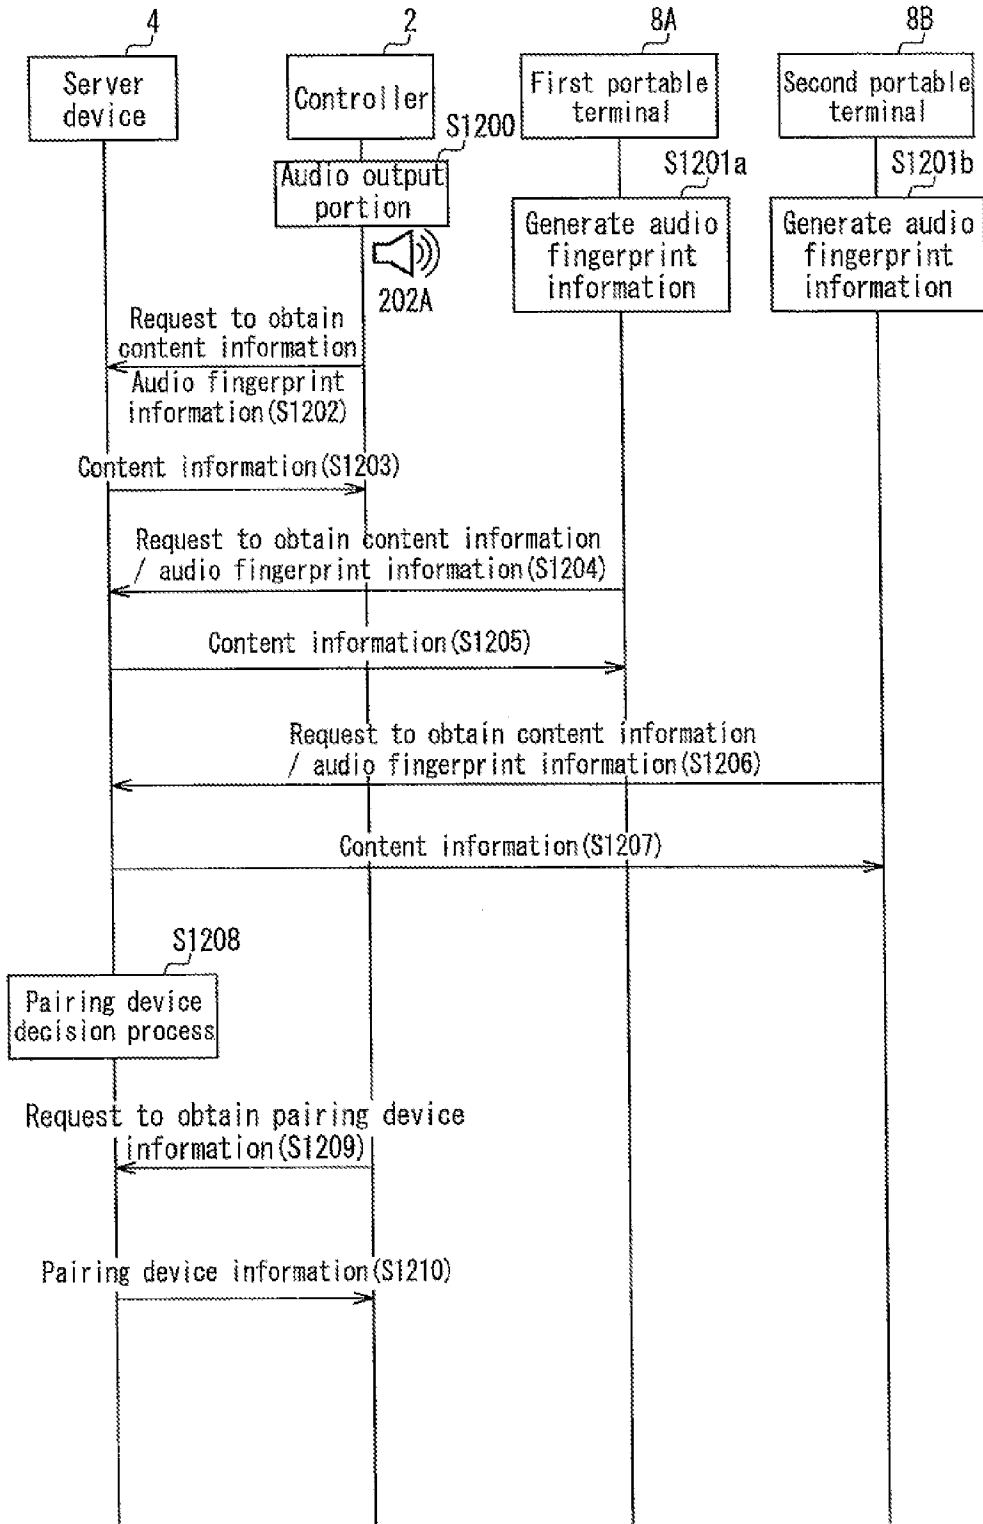 4
2
8A
8B
Server
device
Controller
First portable
terminal
Second portable
terminal
S1200
S1201a
S1201b
Audio output
portion
Generate audio
fingerprint
information
Generate audio
fingerprint
information
202A
Request to obtain
content information
Audio fingerprint
information(S1202)
Content information(S1203)
Request to obtain content information
/ audio fingerprint information(S1204)
Content information(S1205)
Request to obtain content information
/ audio fingerprint information(S1206)
Content information(S1207)
S1208
Pairing device
decision process
Request to obtain pairing device
information(S1209)
Pairing device information(S1210)